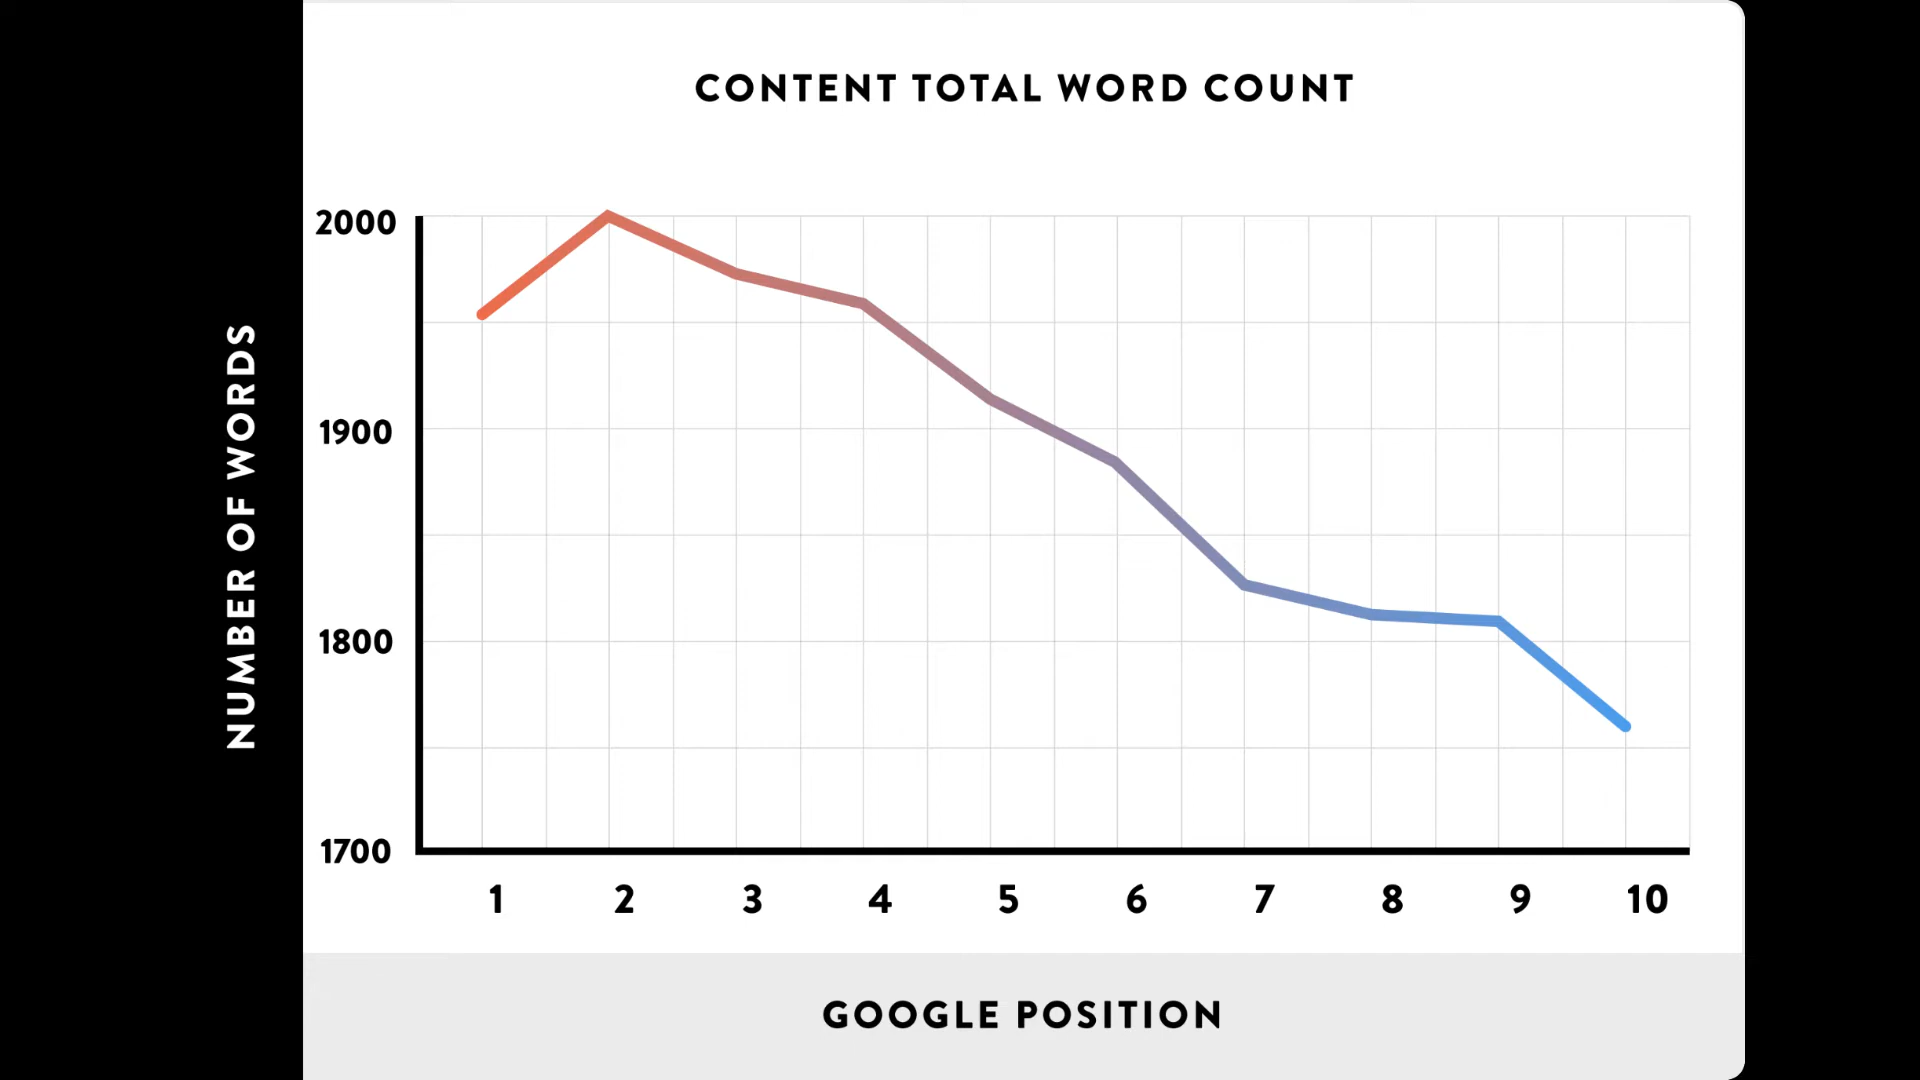 CONTENT TOTAL WORD COUNT
NUMBER OF WORDS
2000
1900
1800
1700
1 2 3 4 5 6 7 8 9 10
GOOGLE POSITION